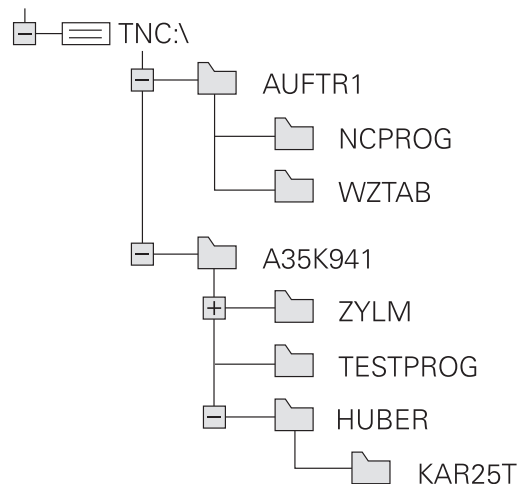 TNC:\
AUFTR1
NCPROG
WZTAB
A35K941
ZYLM
TESTPROG
HUBER
KAR25T